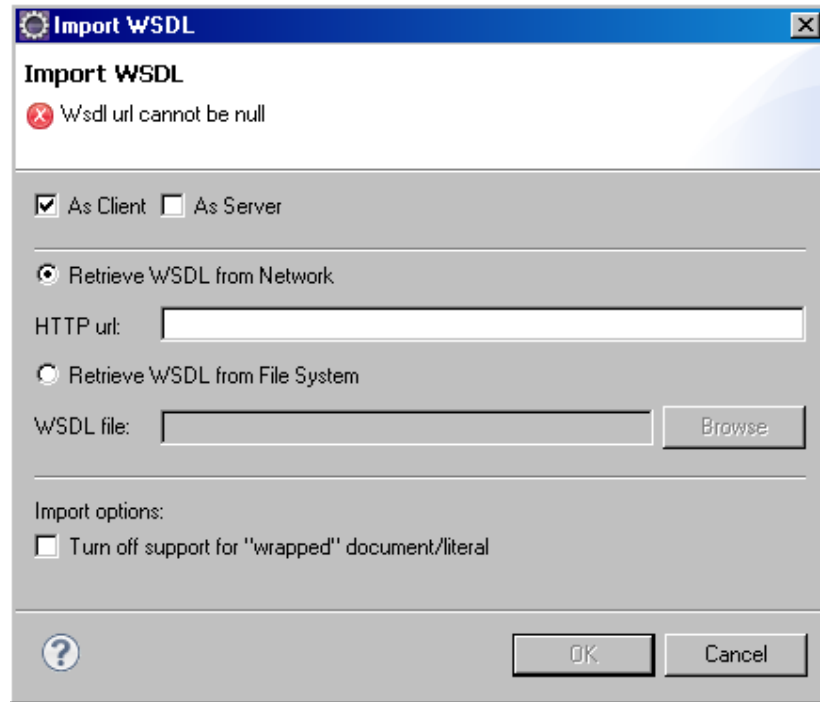 Import WSDL
Import WSDL
Wsdl url cannot be null
As Client As Server
Retrieve WSDL from Network
HTTP url:
Retrieve WSDL from File System
WSDL file: Browse
Import options:
Turn off support for "wrapped" document/literal
? OK Cancel